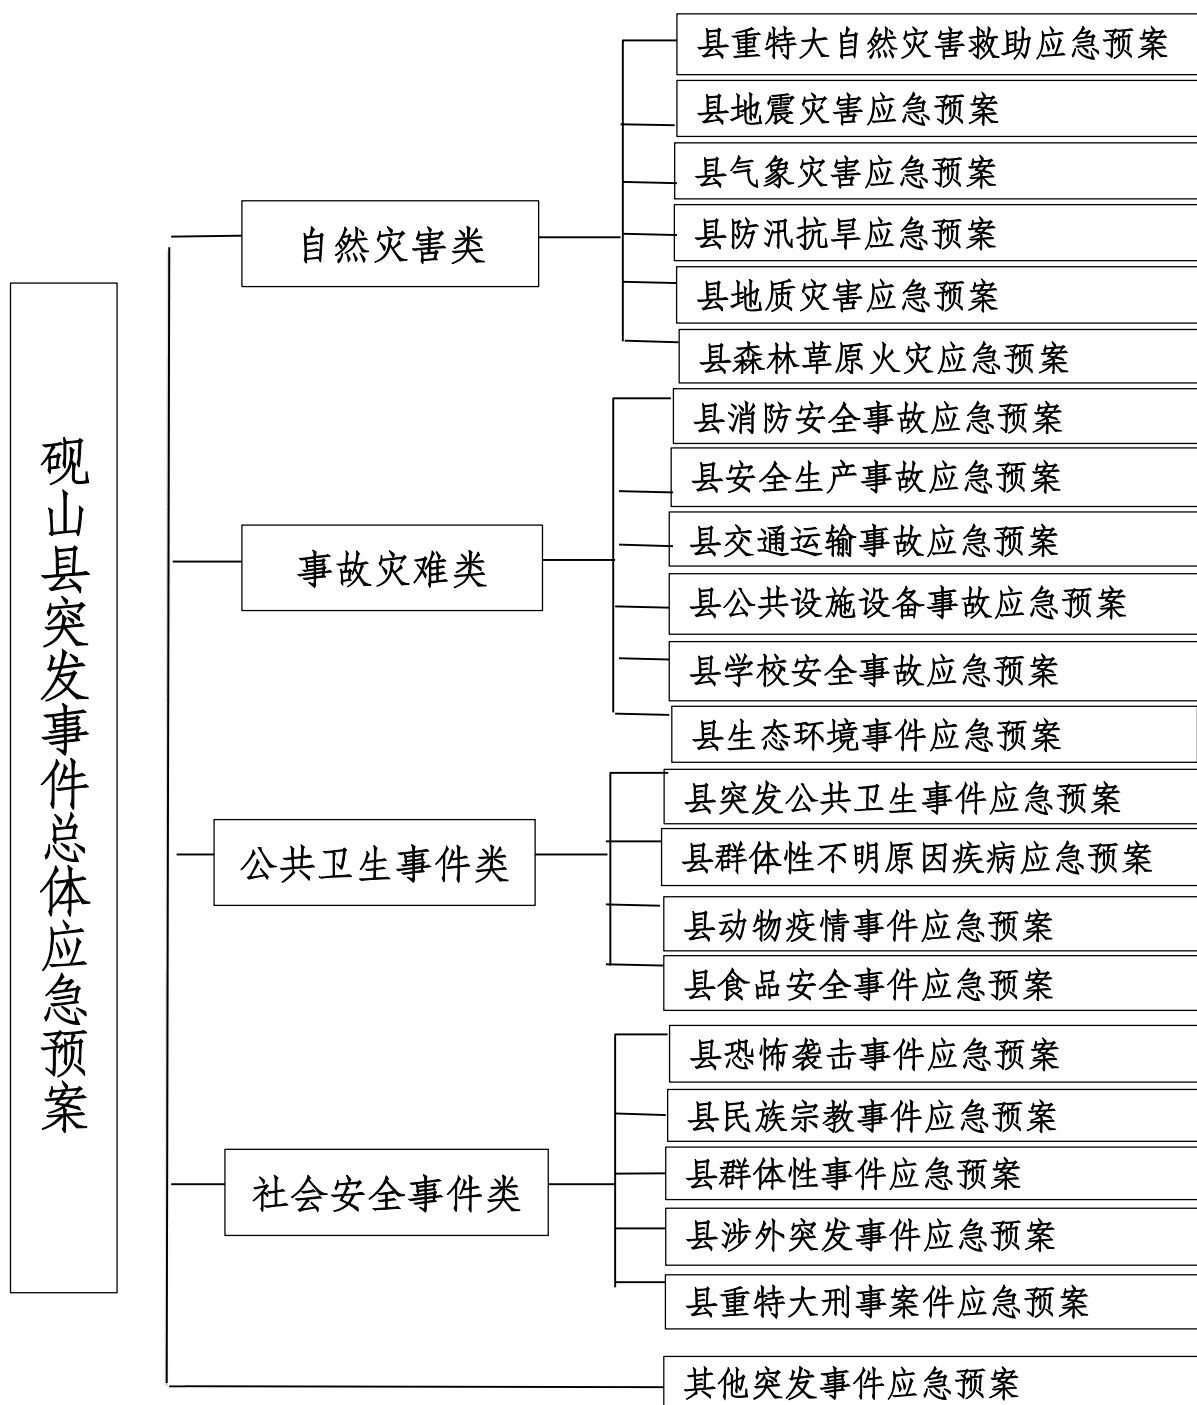 砚山县突发事件总体应急预案
自然灾害类
县重特大自然灾害救助应急预案
县地震灾害应急预案
县气象灾害应急预案
县防汛抗旱应急预案
县地质灾害应急预案
县森林草原火灾应急预案
事故灾难类
县消防安全事故应急预案
县安全生产事故应急预案
县交通运输事故应急预案
县公共设施设备事故应急预案
县学校安全事故应急预案
县生态环境事件应急预案
公共卫生事件类
县突发公共卫生事件应急预案
县群体性不明原因疾病应急预案
县动物疫情事件应急预案
县食品安全事件应急预案
社会安全事件类
县恐怖袭击事件应急预案
县民族宗教事件应急预案
县群体性事件应急预案
县涉外突发事件应急预案
县重特大刑事案件应急预案
其他突发事件应急预案